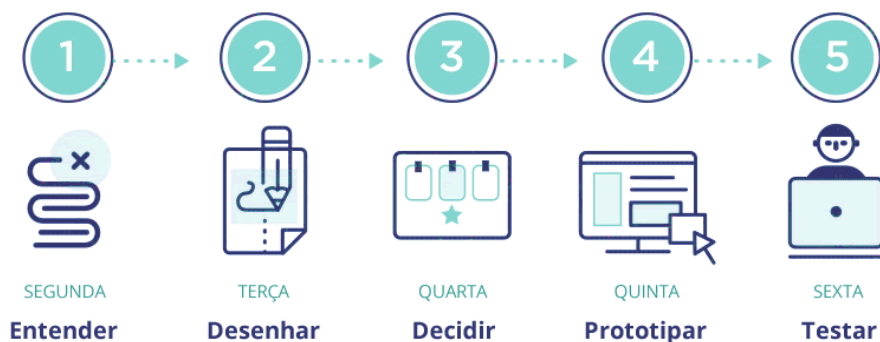 1 2 3 4 5
SEGUNDA TERÇA QUARTA QUINTA SEXTA
Entender Desenhar Decidir Prototipar Testar